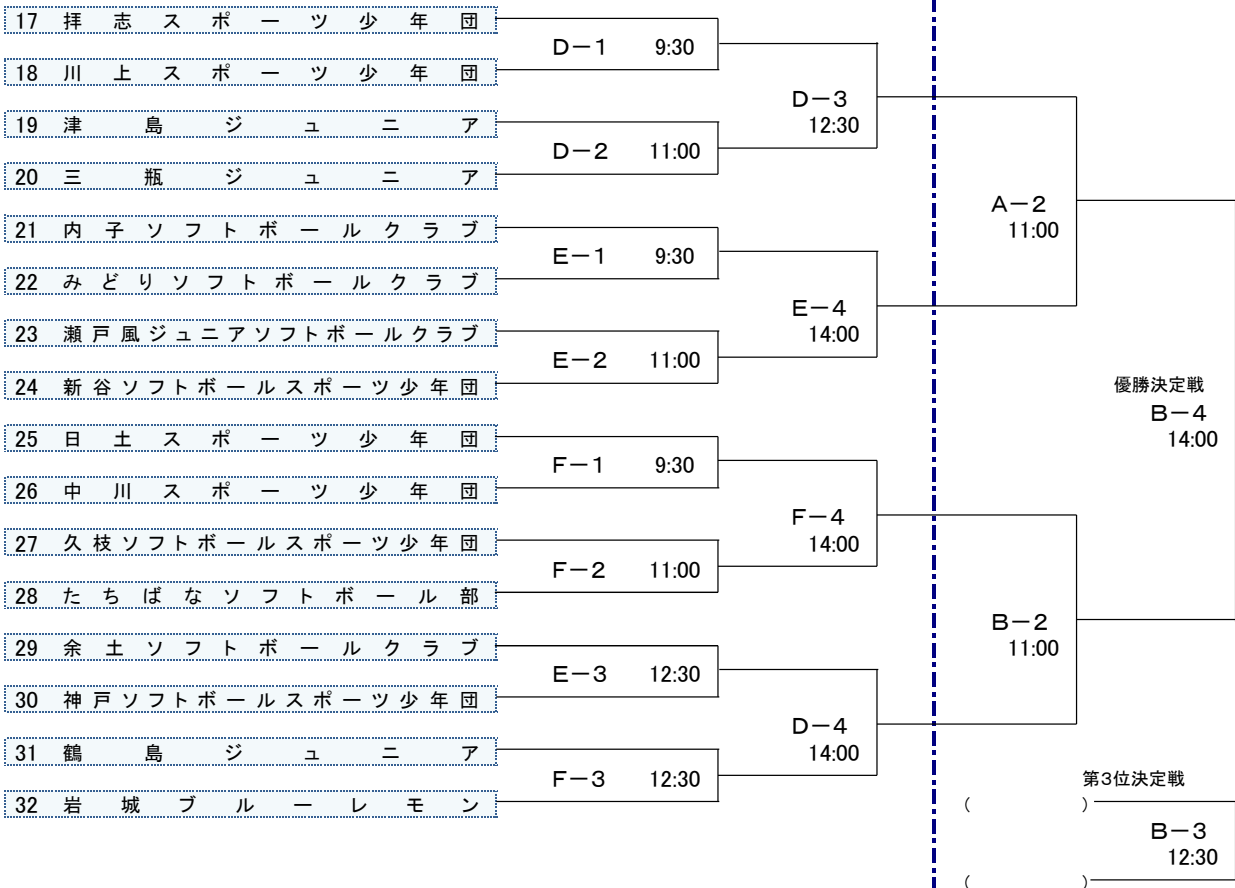 17 拝志スポーツ少年団
D-1 9:30
18 川上スポーツ少年団
D-3
12:30
19 津島ジュニア
D-2 11:00
20 三瓶ジュニア
A-2
11:00
21 内子ソフトボールクラブ
E-1 9:30
22 みどりソフトボールクラブ
E-4
14:00
23 瀬戸風ジュニアソフトボールクラブ
E-2 11:00
24 新谷ソフトボールスポーツ少年団
優勝決定戦
B-4
14:00
25 日土スポーツ少年団
F-1 9:30
26 中川スポーツ少年団
F-4
14:00
27 久枝ソフトボールスポーツ少年団
F-2 11:00
28 たちばなソフトボール部
B-2
11:00
29 余土ソフトボールクラブ
E-3 12:30
30 神戸ソフトボールスポーツ少年団
D-4
14:00
31 鶴島ジュニア
F-3 12:30
32 岩城ブルーレモン
第3位決定戦
( )
B-3
12:30
( )